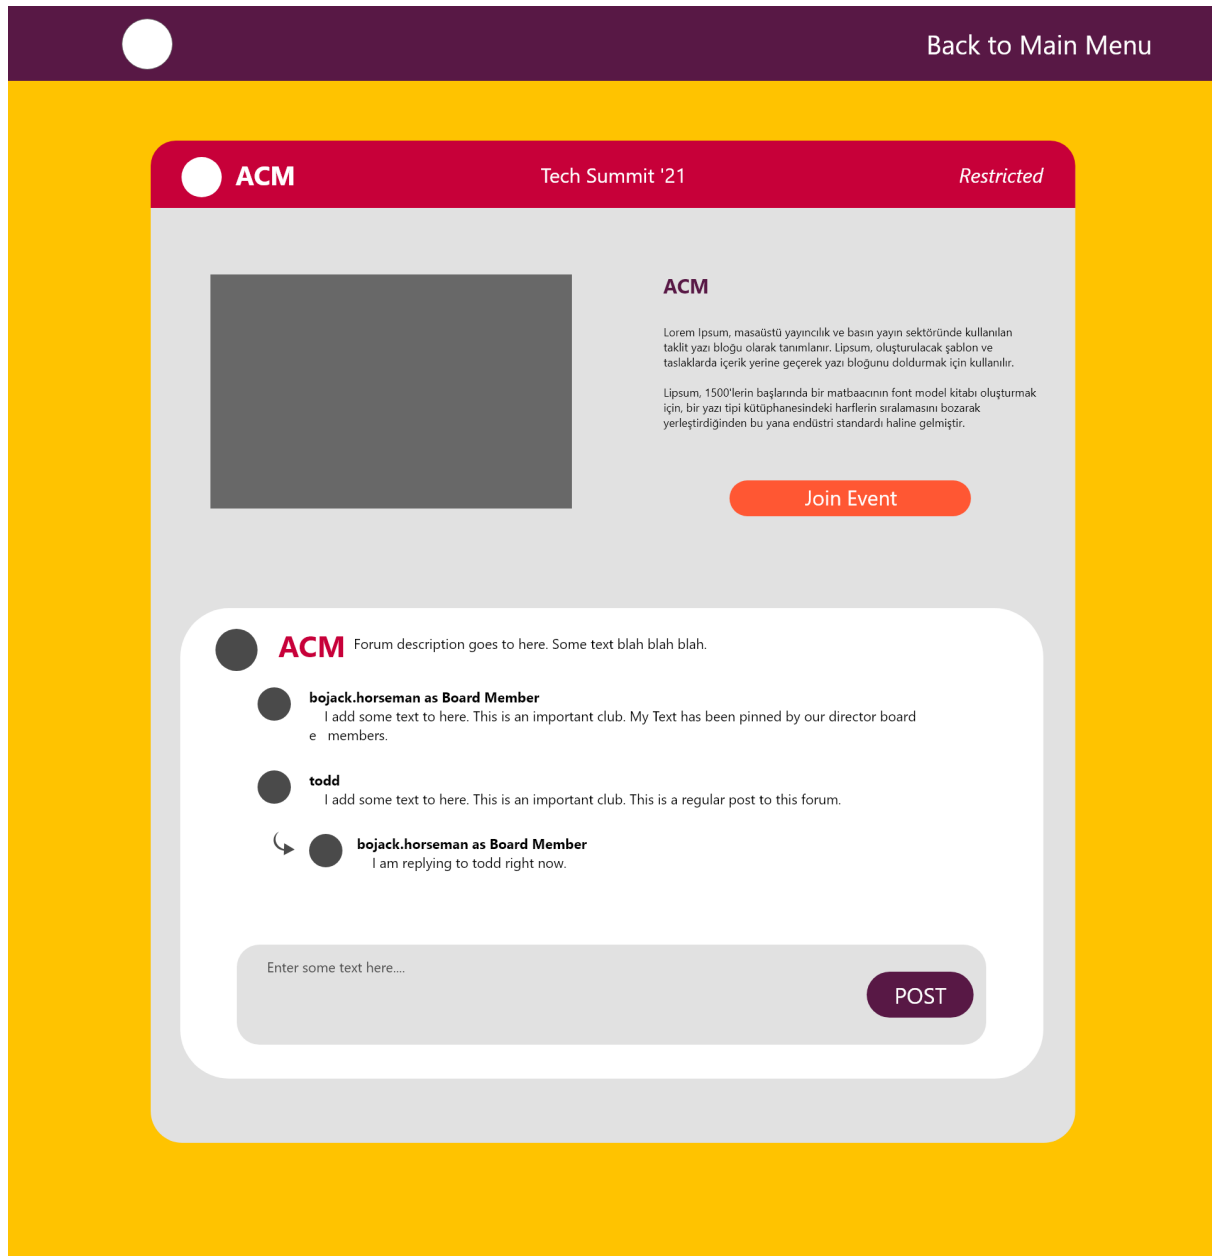 Back to Main Menu
ACM
Tech Summit '21
Restricted
ACM
Lorem Ipsum, masaüstü yayıncılık ve basın yayın sektöründe kullanılan
taklit yazı bloğu olarak tanımlanır. Lipsum, oluşturulacak şablon ve
taslaklarda içerik yerine geçerek yazı bloğunu doldurmak için kullanılır.
Lipsum, 1500'lerin başlarında bir matbaacının font model kitabı oluşturmak
için, bir yazı tipi kütüphanesindeki harflerin sıralamasını bozarak
yerleştirdiğinden bu yana endüstri standardı haline gelmiştir.
Join Event
ACM Forum description goes to here. Some text blah blah blah.
bojack.horseman as Board Member
I add some text to here. This is an important club. My Text has been pinned by our director board
e members.
todd
I add some text to here. This is an important club. This is a regular post to this forum.
bojack.horseman as Board Member
I am replying to todd right now.
Enter some text here....
POST